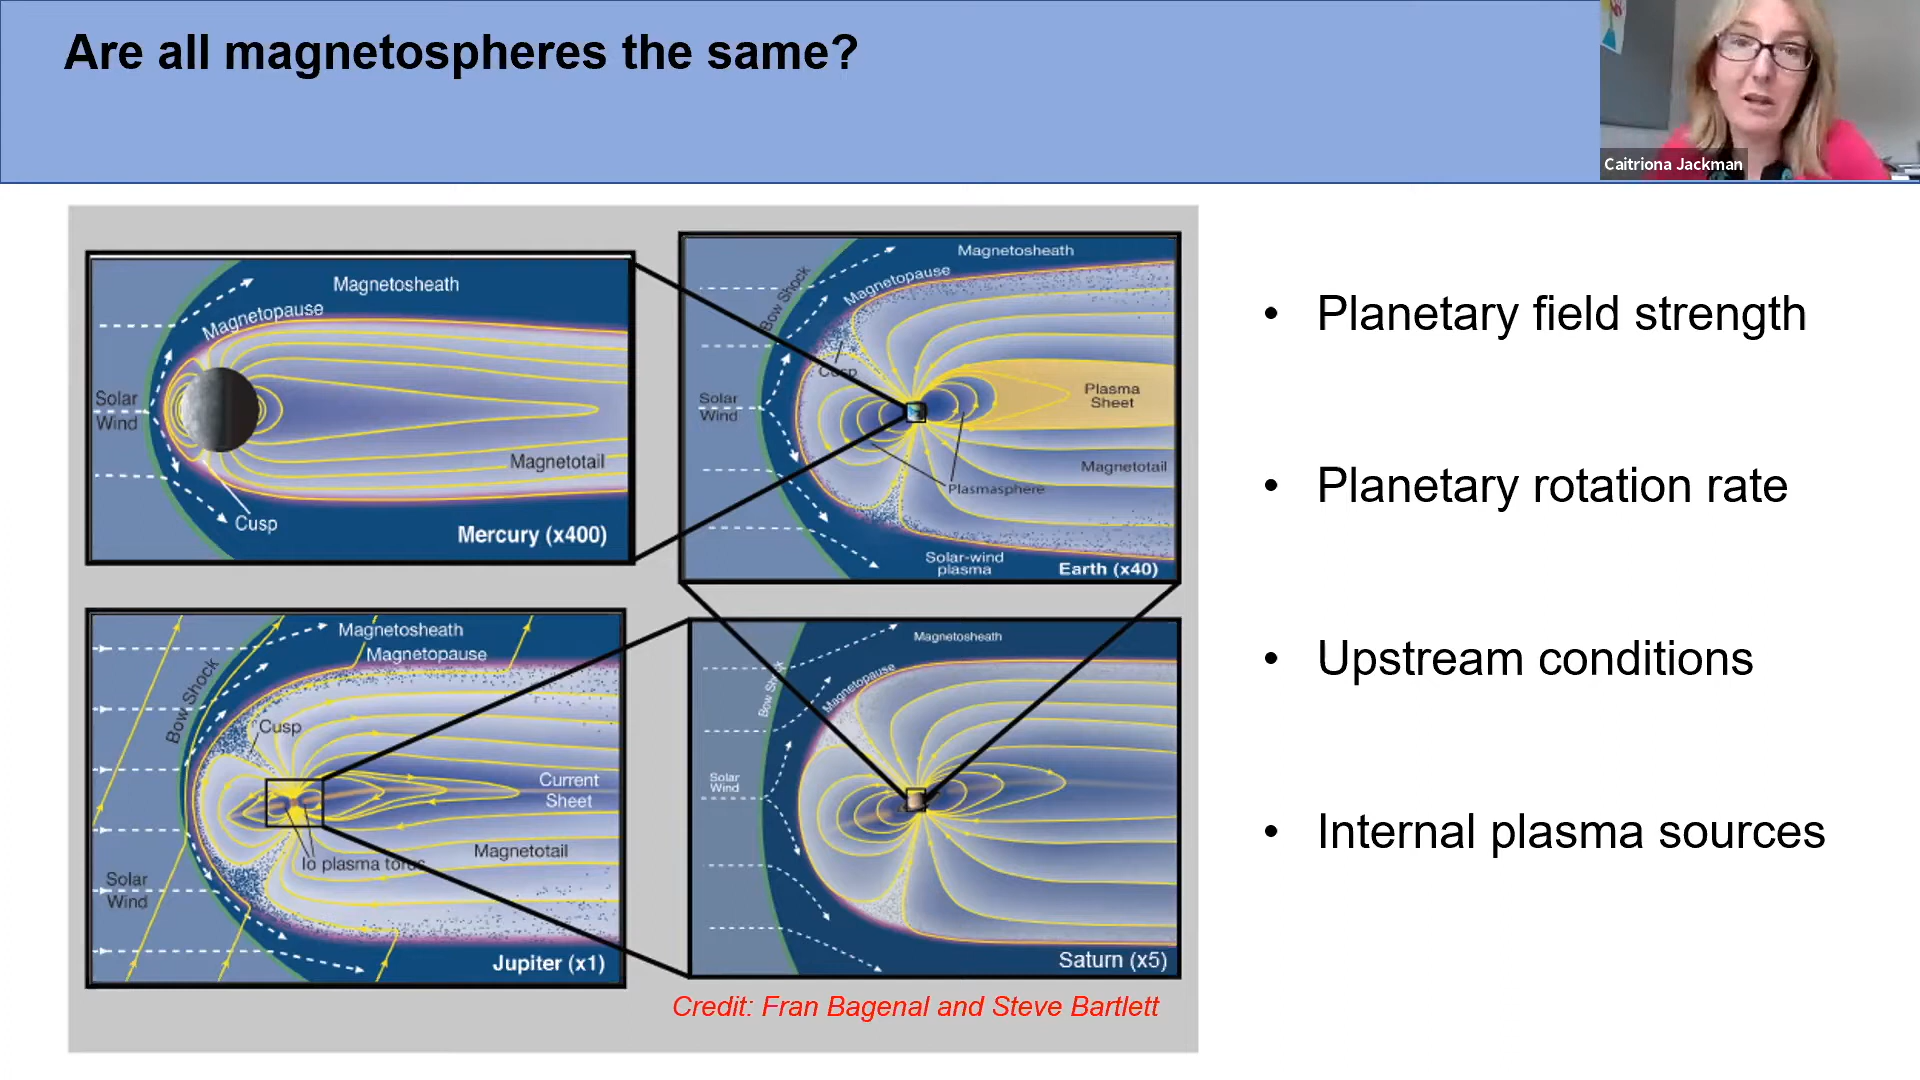 Are all magnetospheres the same?
Caitriona Jackman
Magnetosheath
Magnetopause
Solar
Wind
Magnetotail
Cusp
Mercury (x400)
Magnetosheath
Bow Shock
Magnetopause
Cusp
Solar
Wind
Plasma
Sheet
Magnetotail
Plasmasphere
Solar-wind
plasma
Earth (x40)
Magnetosheath
Magnetopause
Bow Shock
Cusp
Current
Sheet
Io plasma torus
Magnetotail
Solar
Wind
Jupiter (x1)
Magnetosheath
Bow Sho
Magnetopause
Solar
Wind
Saturn (x5)
Credit: Fran Bagenal and Steve Bartlett
• Planetary field strength
• Planetary rotation rate
• Upstream conditions
• Internal plasma sources